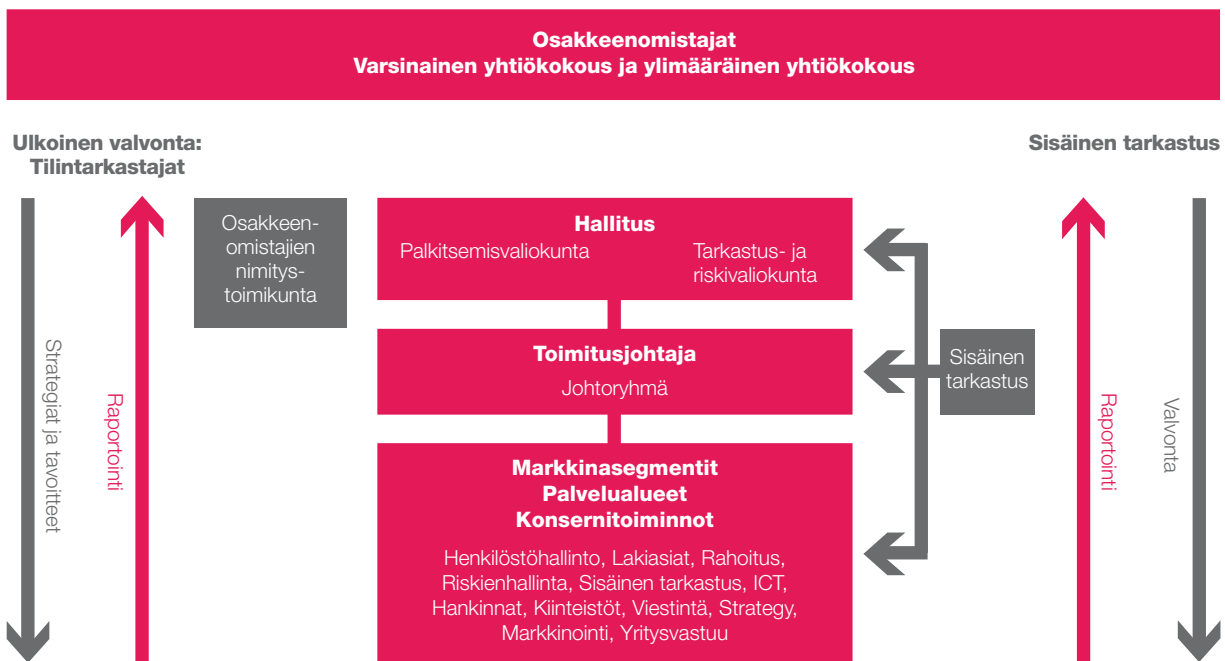 Osakkeenomistajat
Varsinainen yhtiökokous ja ylimääräinen yhtiökokous
Ulkoinen valvonta:
Tilintarkastajat
Sisäinen tarkastus
Strategiat ja tavoitteet
Raportointi
Osakkeen-
omistajien
nimitys-
toimikunta
Hallitus
Palkitsemisvaliokunta
Tarkastus- ja
riskivaliokunta
Toimitusjohtaja
Johtoryhmä
Markkinasegmentit
Palvelualueet
Konsernitoiminnot
Henkilöstöhallinto, Lakiasiat, Rahoitus,
Riskienhallinta, Sisäinen tarkastus, ICT,
Hankinnat, Kiinteistöt, Viestintä, Strategy,
Markkinointi, Yritysvastuu
Sisäinen
tarkastus
Raportointi
Valvonta